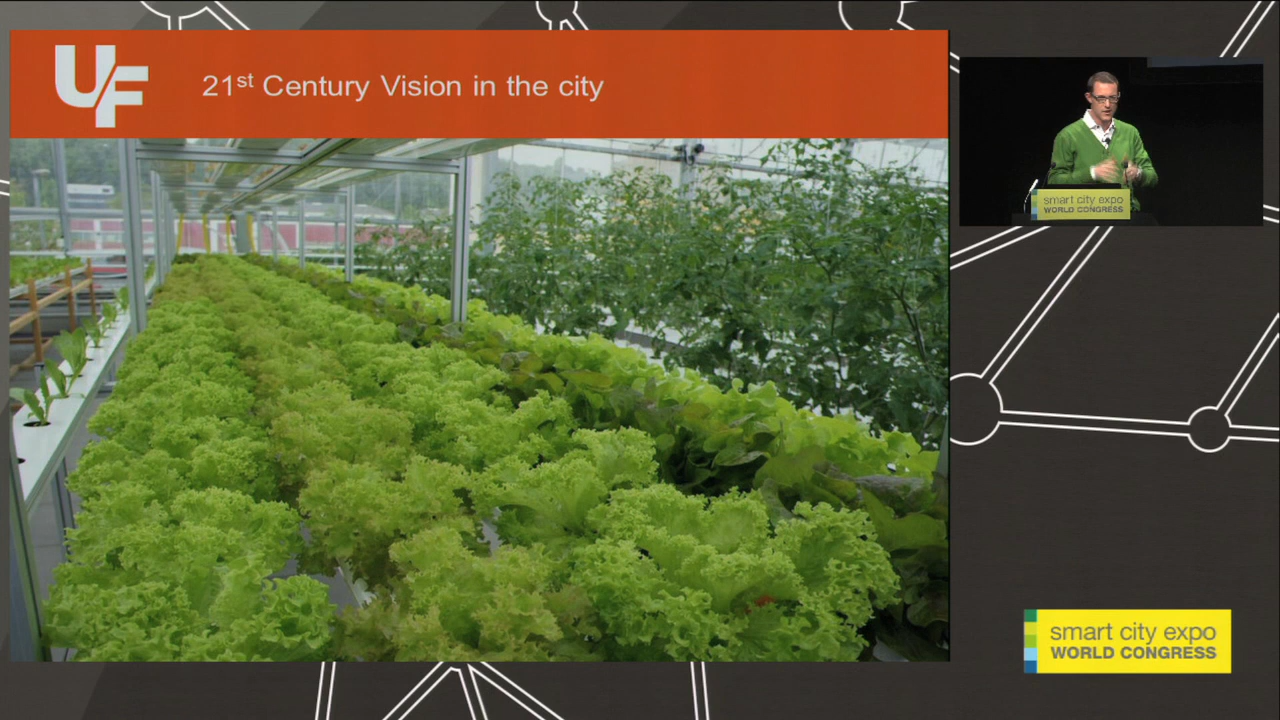 UF
21st Century Vision in the city
smart city expo
WORLD CONGRESS
smart city expo
WORLD CONGRESS